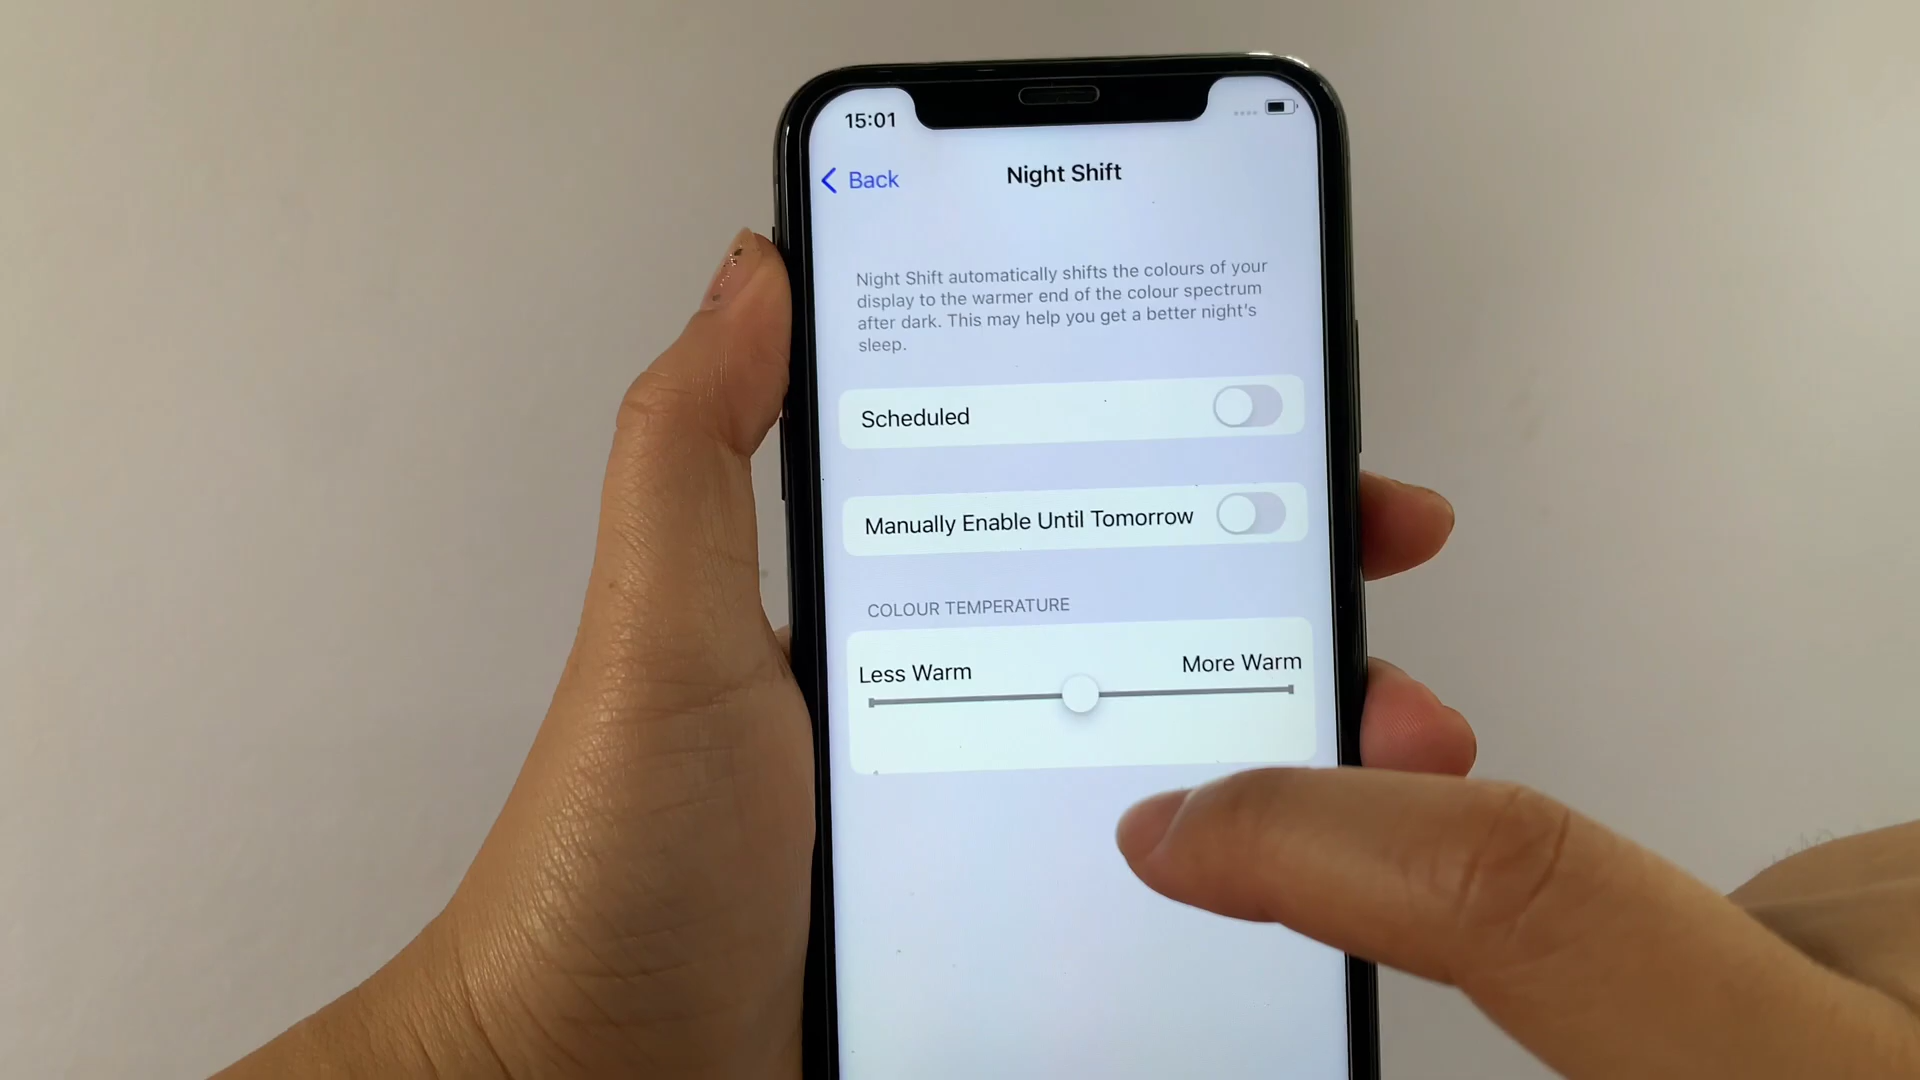 15:01
Back
Night Shift
Night Shift automatically shifts the colours of your
display to the warmer end of the colour spectrum
after dark. This may help you get a better night's
sleep.
Scheduled
Manually Enable Until Tomorrow
COLOUR TEMPERATURE
Less Warm
More Warm